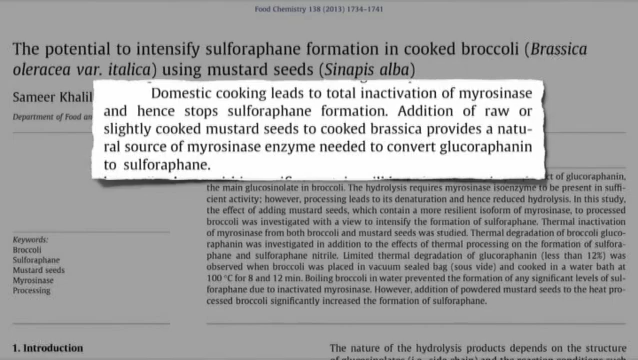 Food Chemistry 138 (2013) 1734–1741
The potential to intensify sulforaphane formation in cooked broccoli (Brassica
oleracea var. italica) using mustard seeds (Sinapis alba)
Sameer Khalil
Department of Food an
Domestic cooking leads to total inactivation of myrosinase
and hence stops sulforaphane formation. Addition of raw or
slightly cooked mustard seeds to cooked brassica provides a natu-
ral source of myrosinase enzyme needed to convert glucoraphanin
to sulforaphane.
ct of glucoraphanin,
the main glucosinolate in broccoli. The hydrolysis requires myrosinase isoenzyme to be present in suffi-
cient activity; however, processing leads to its denaturation and hence reduced hydrolysis. In this study,
the effect of adding mustard seeds, which contain a more resilient isoform of myrosinase, to processed
broccoli was investigated with a view to intensify the formation of sulforaphane. Thermal inactivation
of myrosinase from both broccoli and mustard seeds was studied. Thermal degradation of broccoli gluco-
raphanin was investigated in addition to the effects of thermal processing on the formation of sulfora-
phane and sulforaphane nitrile. Limited thermal degradation of glucoraphanin (less than 12%) was
observed when broccoli was placed in vacuum sealed bag (sous vide) and cooked in a water bath at
100 °C for 8 and 12 min. Boiling broccoli in water prevented the formation of any significant levels of sul-
foraphane due to inactivated myrosinase. However, addition of powdered mustard seeds to the heat pro-
cessed broccoli significantly increased the formation of sulforaphane.
Keywords:
Broccoli
Sulforaphane
Mustard seeds
Myrosinase
Processing
1. Introduction
The nature of the hydrolysis products depends on the structure